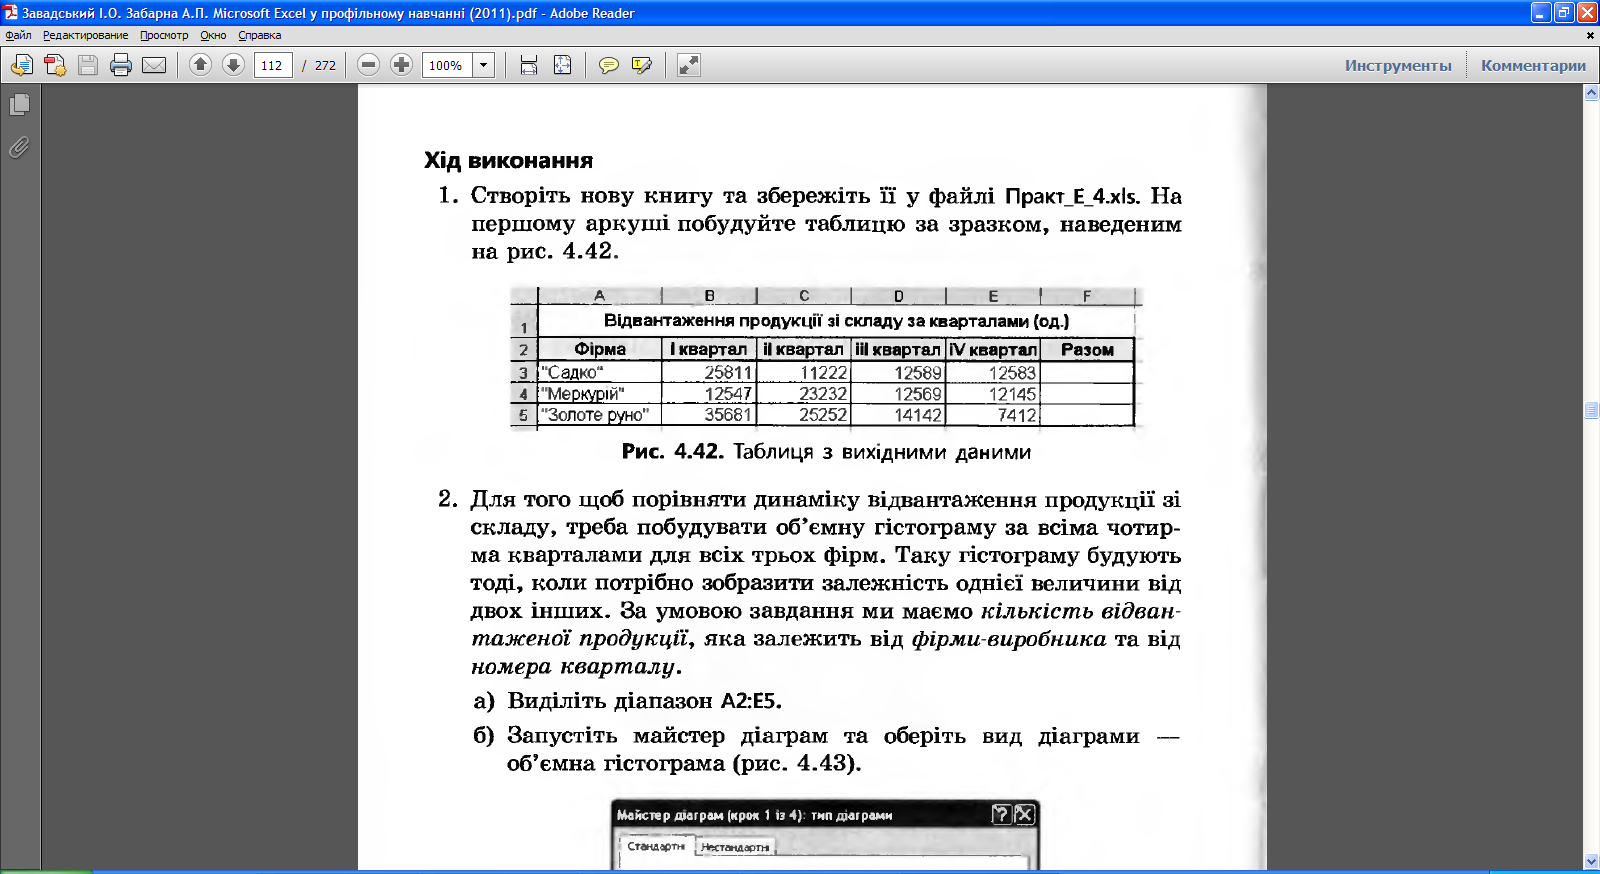 Завадський І.О. Забарна А.П. Microsoft Excel у профільному навчанні (2011).pdf - Adobe Reader
Файл Редактирование Просмотр Окно Справка
112 / 272 100% Инструменты Комментарии
Хід виконання
1. Створіть нову книгу та збережіть її у файлі Практ_Е_4.xls. На
першому аркуші побудуйте таблицю за зразком, наведеним
на рис. 4.42.
A B C D E F
1 Відвантаження продукції зі складу за кварталами (од.)
2 Фірма I квартал iI квартал iiI квартал iV квартал Разом
3 "Садко" 25811 11222 12589 12583
4 "Меркурій" 12547 23232 12569 12145
5 "Золоте руно" 35681 25252 14142 7412
Рис. 4.42. Таблиця з вихідними даними
2. Для того щоб порівняти динаміку відвантаження продукції зі
складу, треба побудувати об’ємну гістограму за всіма чотир-
ма кварталами для всіх трьох фірм. Таку гістограму будують
тоді, коли потрібно зобразити залежність однієї величини від
двох інших. За умовою завдання ми маємо кількість відван-
таженої продукції, яка залежить від фірми-виробника та від
номера кварталу.
а) Виділіть діапазон A2:E5.
б) Запустіть майстер діаграм та оберіть вид діаграми —
об’ємна гістограма (рис. 4.43).
Майстер діаграм (крок 1 із 4): тип діаграми
Стандартні Нестандартні